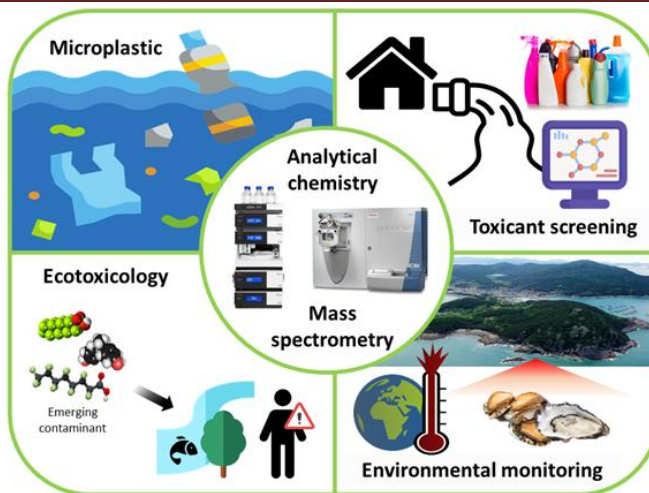 Microplastic
Toxicant screening
Analytical
chemistry
Mass
spectrometry
Ecotoxicology
Emerging
contaminant
Environmental monitoring